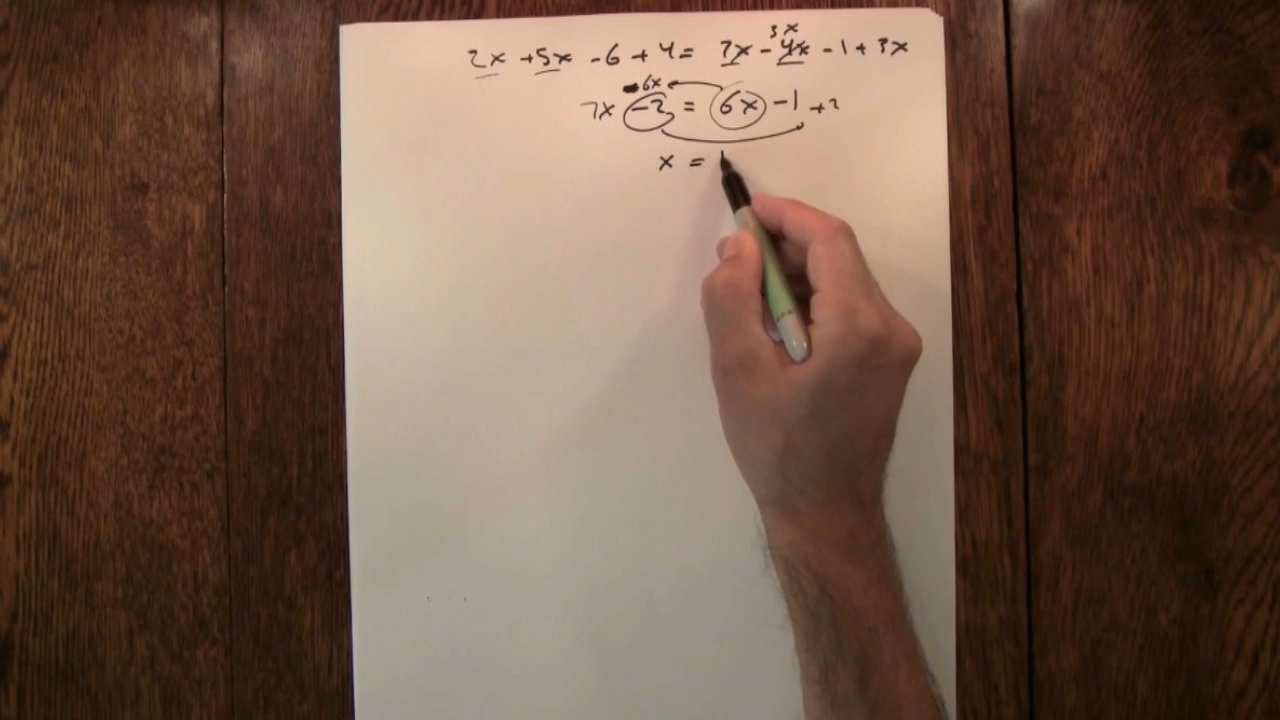 3x
2x +5x -6 + 4 = 7x - 4x - 1 + 3x
-6x
7x -2 = 6x -1 +2
x =